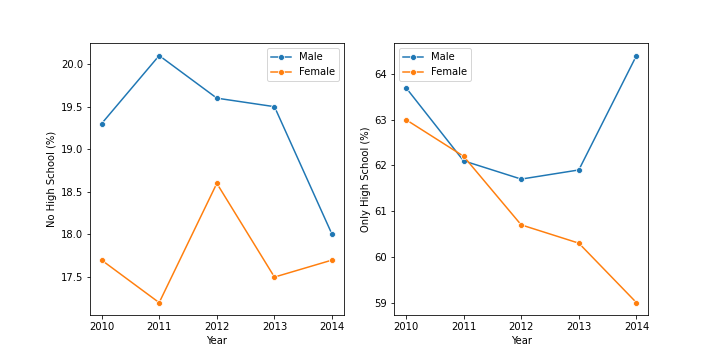 No High School (%)
20.0
19.5
19.0
18.5
18.0
17.5
Male
Female
2010 2011 2012 2013 2014
Year
Only High School (%)
64
63
62
61
60
59
Male
Female
2010 2011 2012 2013 2014
Year